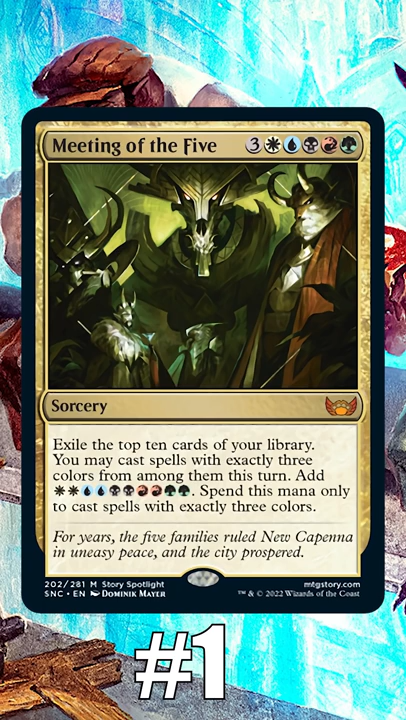 Meeting of the Five 3
Sorcery
Exile the top ten cards of your library.
You may cast spells with exactly three
colors from among them this turn. Add
. Spend this mana only
to cast spells with exactly three colors.
For years, the five families ruled New Capenna
in uneasy peace, and the city prospered.
202/281 M Story Spotlight mtgstory.com
SNC • EN Dominik Mayer ™ & © 2022 Wizards of the Coast
#1